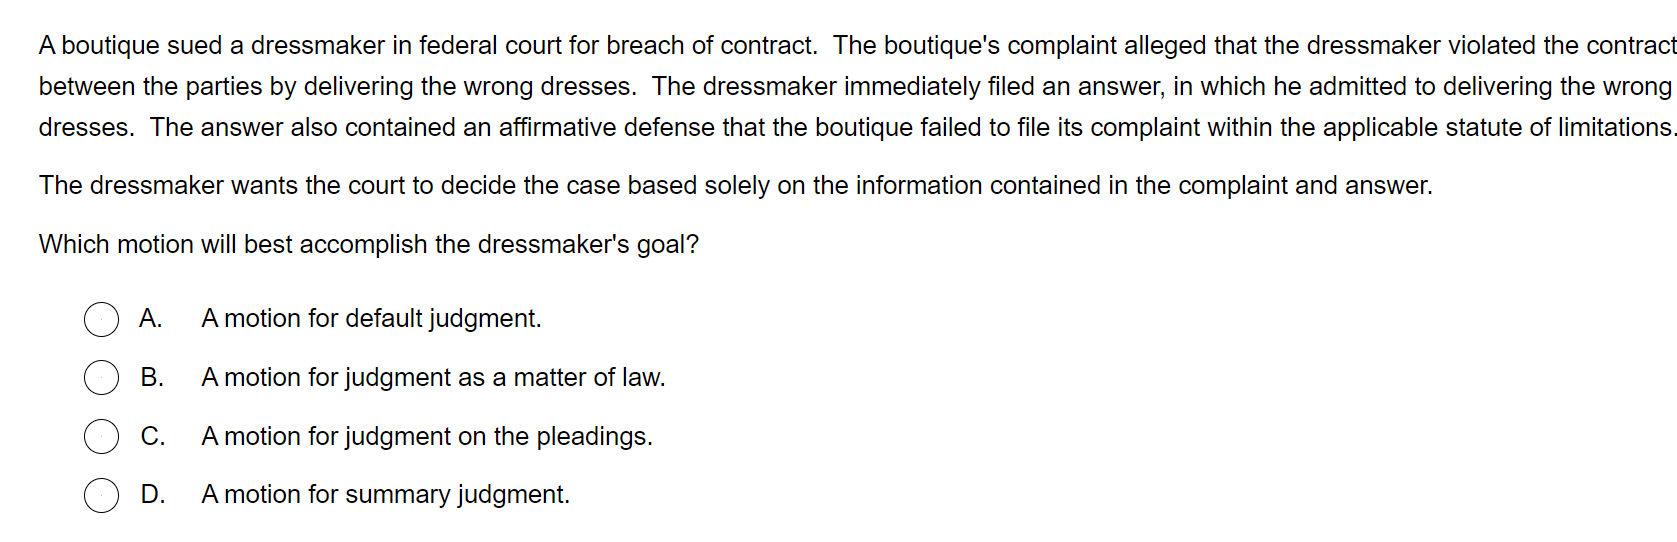 A boutique sued a dressmaker in federal court for breach of contract.  The boutique's complaint alleged that the dressmaker violated the contract
between the parties by delivering the wrong dresses.  The dressmaker immediately filed an answer, in which he admitted to delivering the wrong
dresses.  The answer also contained an affirmative defense that the boutique failed to file its complaint within the applicable statute of limitations.
The dressmaker wants the court to decide the case based solely on the information contained in the complaint and answer.
Which motion will best accomplish the dressmaker's goal?
A. A motion for default judgment.
B. A motion for judgment as a matter of law.
C. A motion for judgment on the pleadings.
D. A motion for summary judgment.